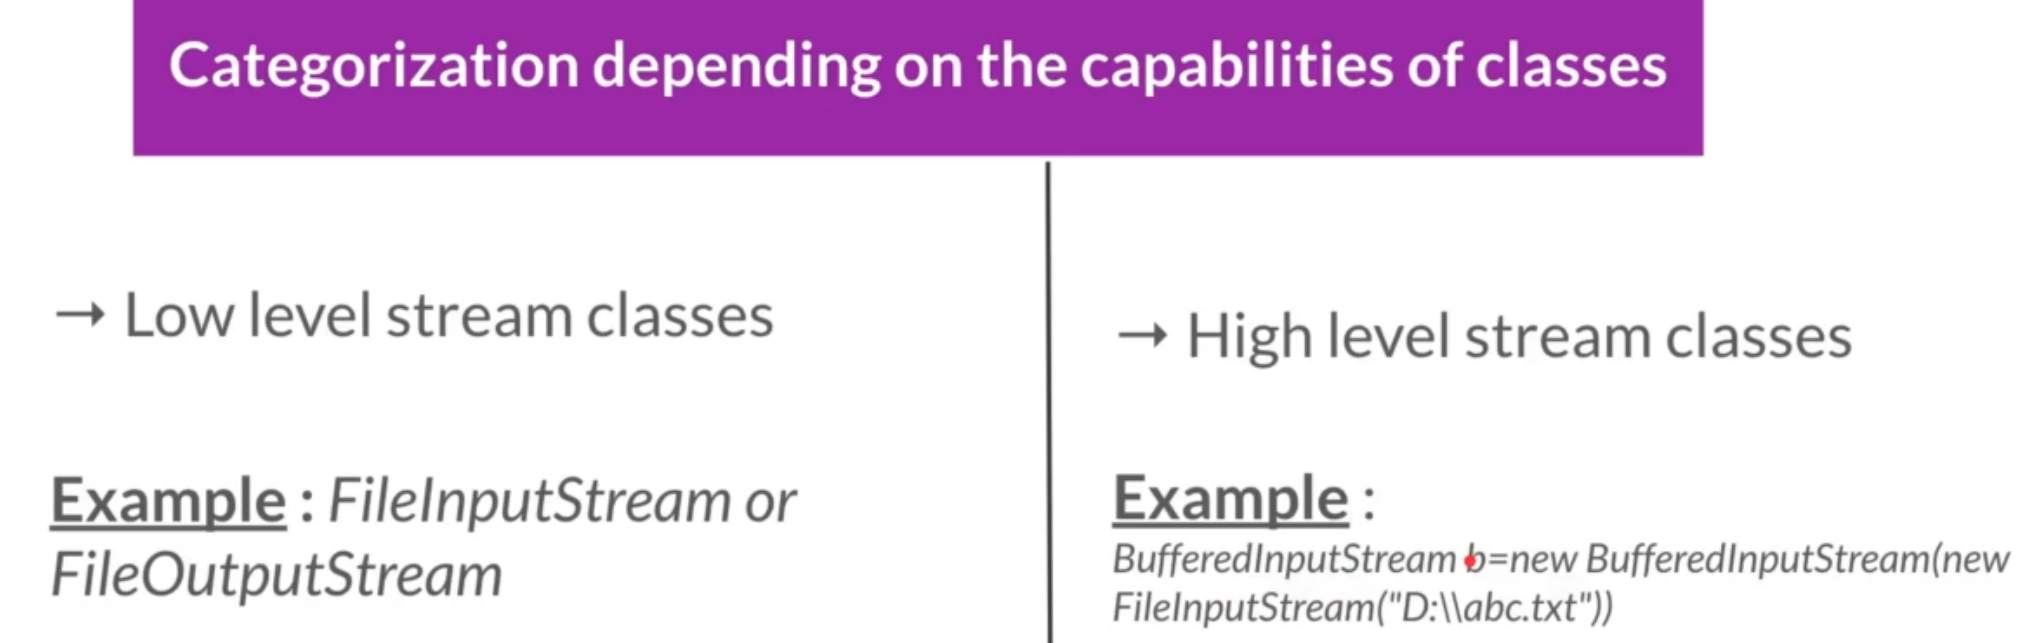 Categorization depending on the capabilities of classes
→ Low level stream classes
Example : FileInputStream or
FileOutputStream
→ High level stream classes
Example :
BufferedInputStream b=new BufferedInputStream(new
FileInputStream("D:\\abc.txt"))